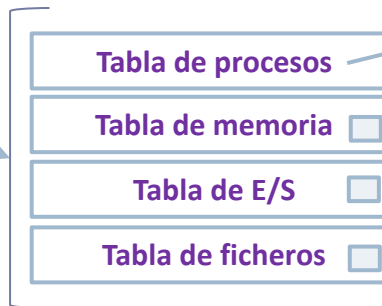 Tabla de procesos
Tabla de memoria
Tabla de E/S
Tabla de ficheros